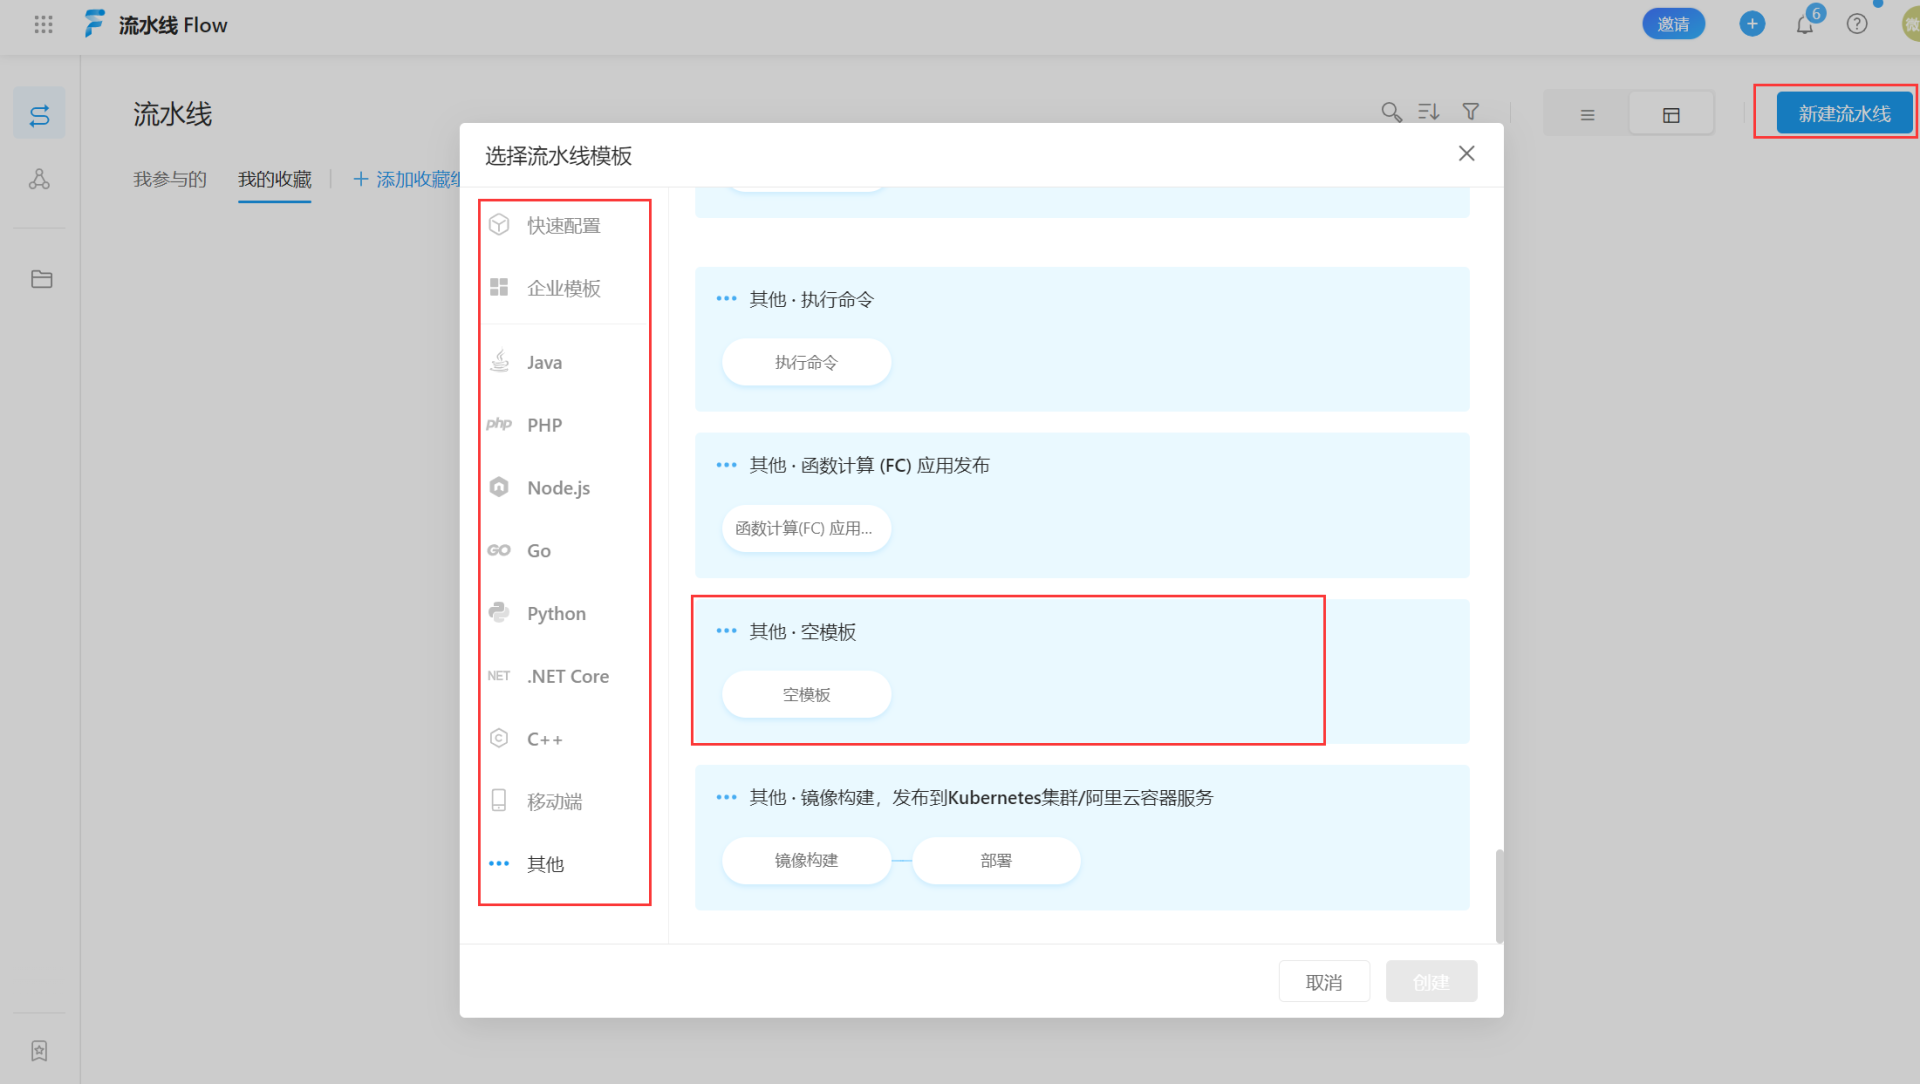 流水线 Flow
邀请
6
微
流水线
新建流水线
我参与的
我的收藏
添加收藏
选择流水线模板
快速配置
企业模板
Java
php PHP
Node.js
GO Go
Python
NET .NET Core
C++
移动端
其他
其他 · 执行命令
执行命令
其他 · 函数计算 (FC) 应用发布
函数计算(FC) 应用...
其他 · 空模板
空模板
其他 · 镜像构建，发布到Kubernetes集群/阿里云容器服务
镜像构建
部署
取消
创建